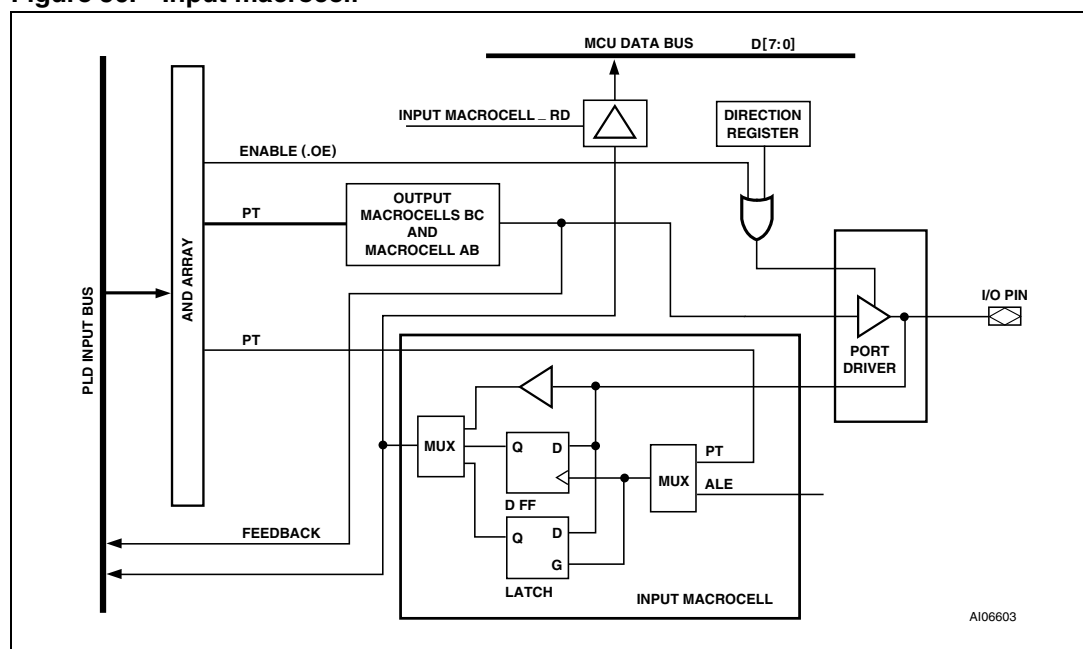 MCU DATA BUS D[7:0]
INPUT MACROCELL _ RD
DIRECTION
REGISTER
ENABLE (.OE)
OUTPUT
MACROCELLS BC
AND
MACROCELL AB
PT
AND ARRAY
PLD INPUT BUS
I/O PIN
PORT
DRIVER
PT
MUX
Q D
D FF
MUX
PT
ALE
Q D
G
LATCH
FEEDBACK
INPUT MACROCELL
AI06603